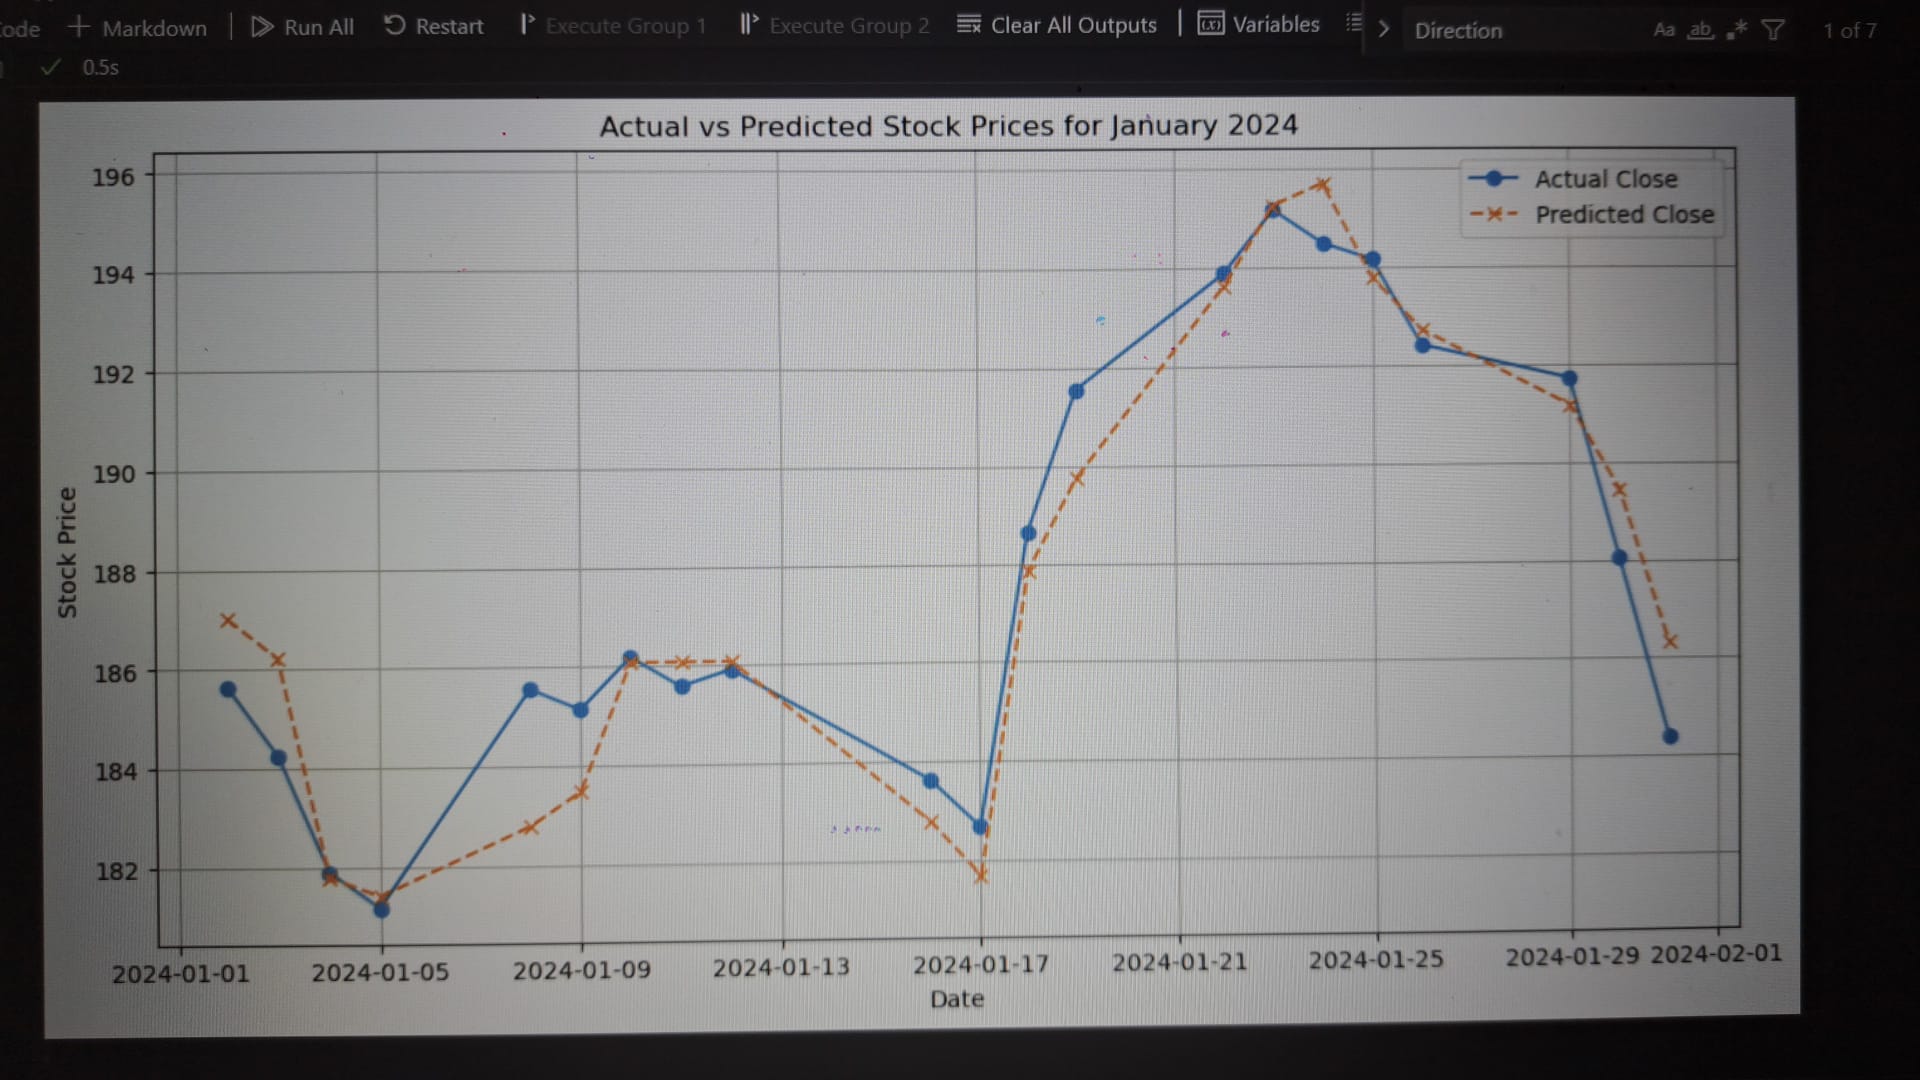 ode + Markdown Run All Restart Execute Group 1 Execute Group 2 Clear All Outputs Variables Direction Aa ab 1 of 7
0.5s
Actual vs Predicted Stock Prices for January 2024
Actual Close
Predicted Close
196
194
192
190
188
186
184
182
Stock Price
2024-01-01 2024-01-05 2024-01-09 2024-01-13 2024-01-17 2024-01-21 2024-01-25 2024-01-29 2024-02-01
Date